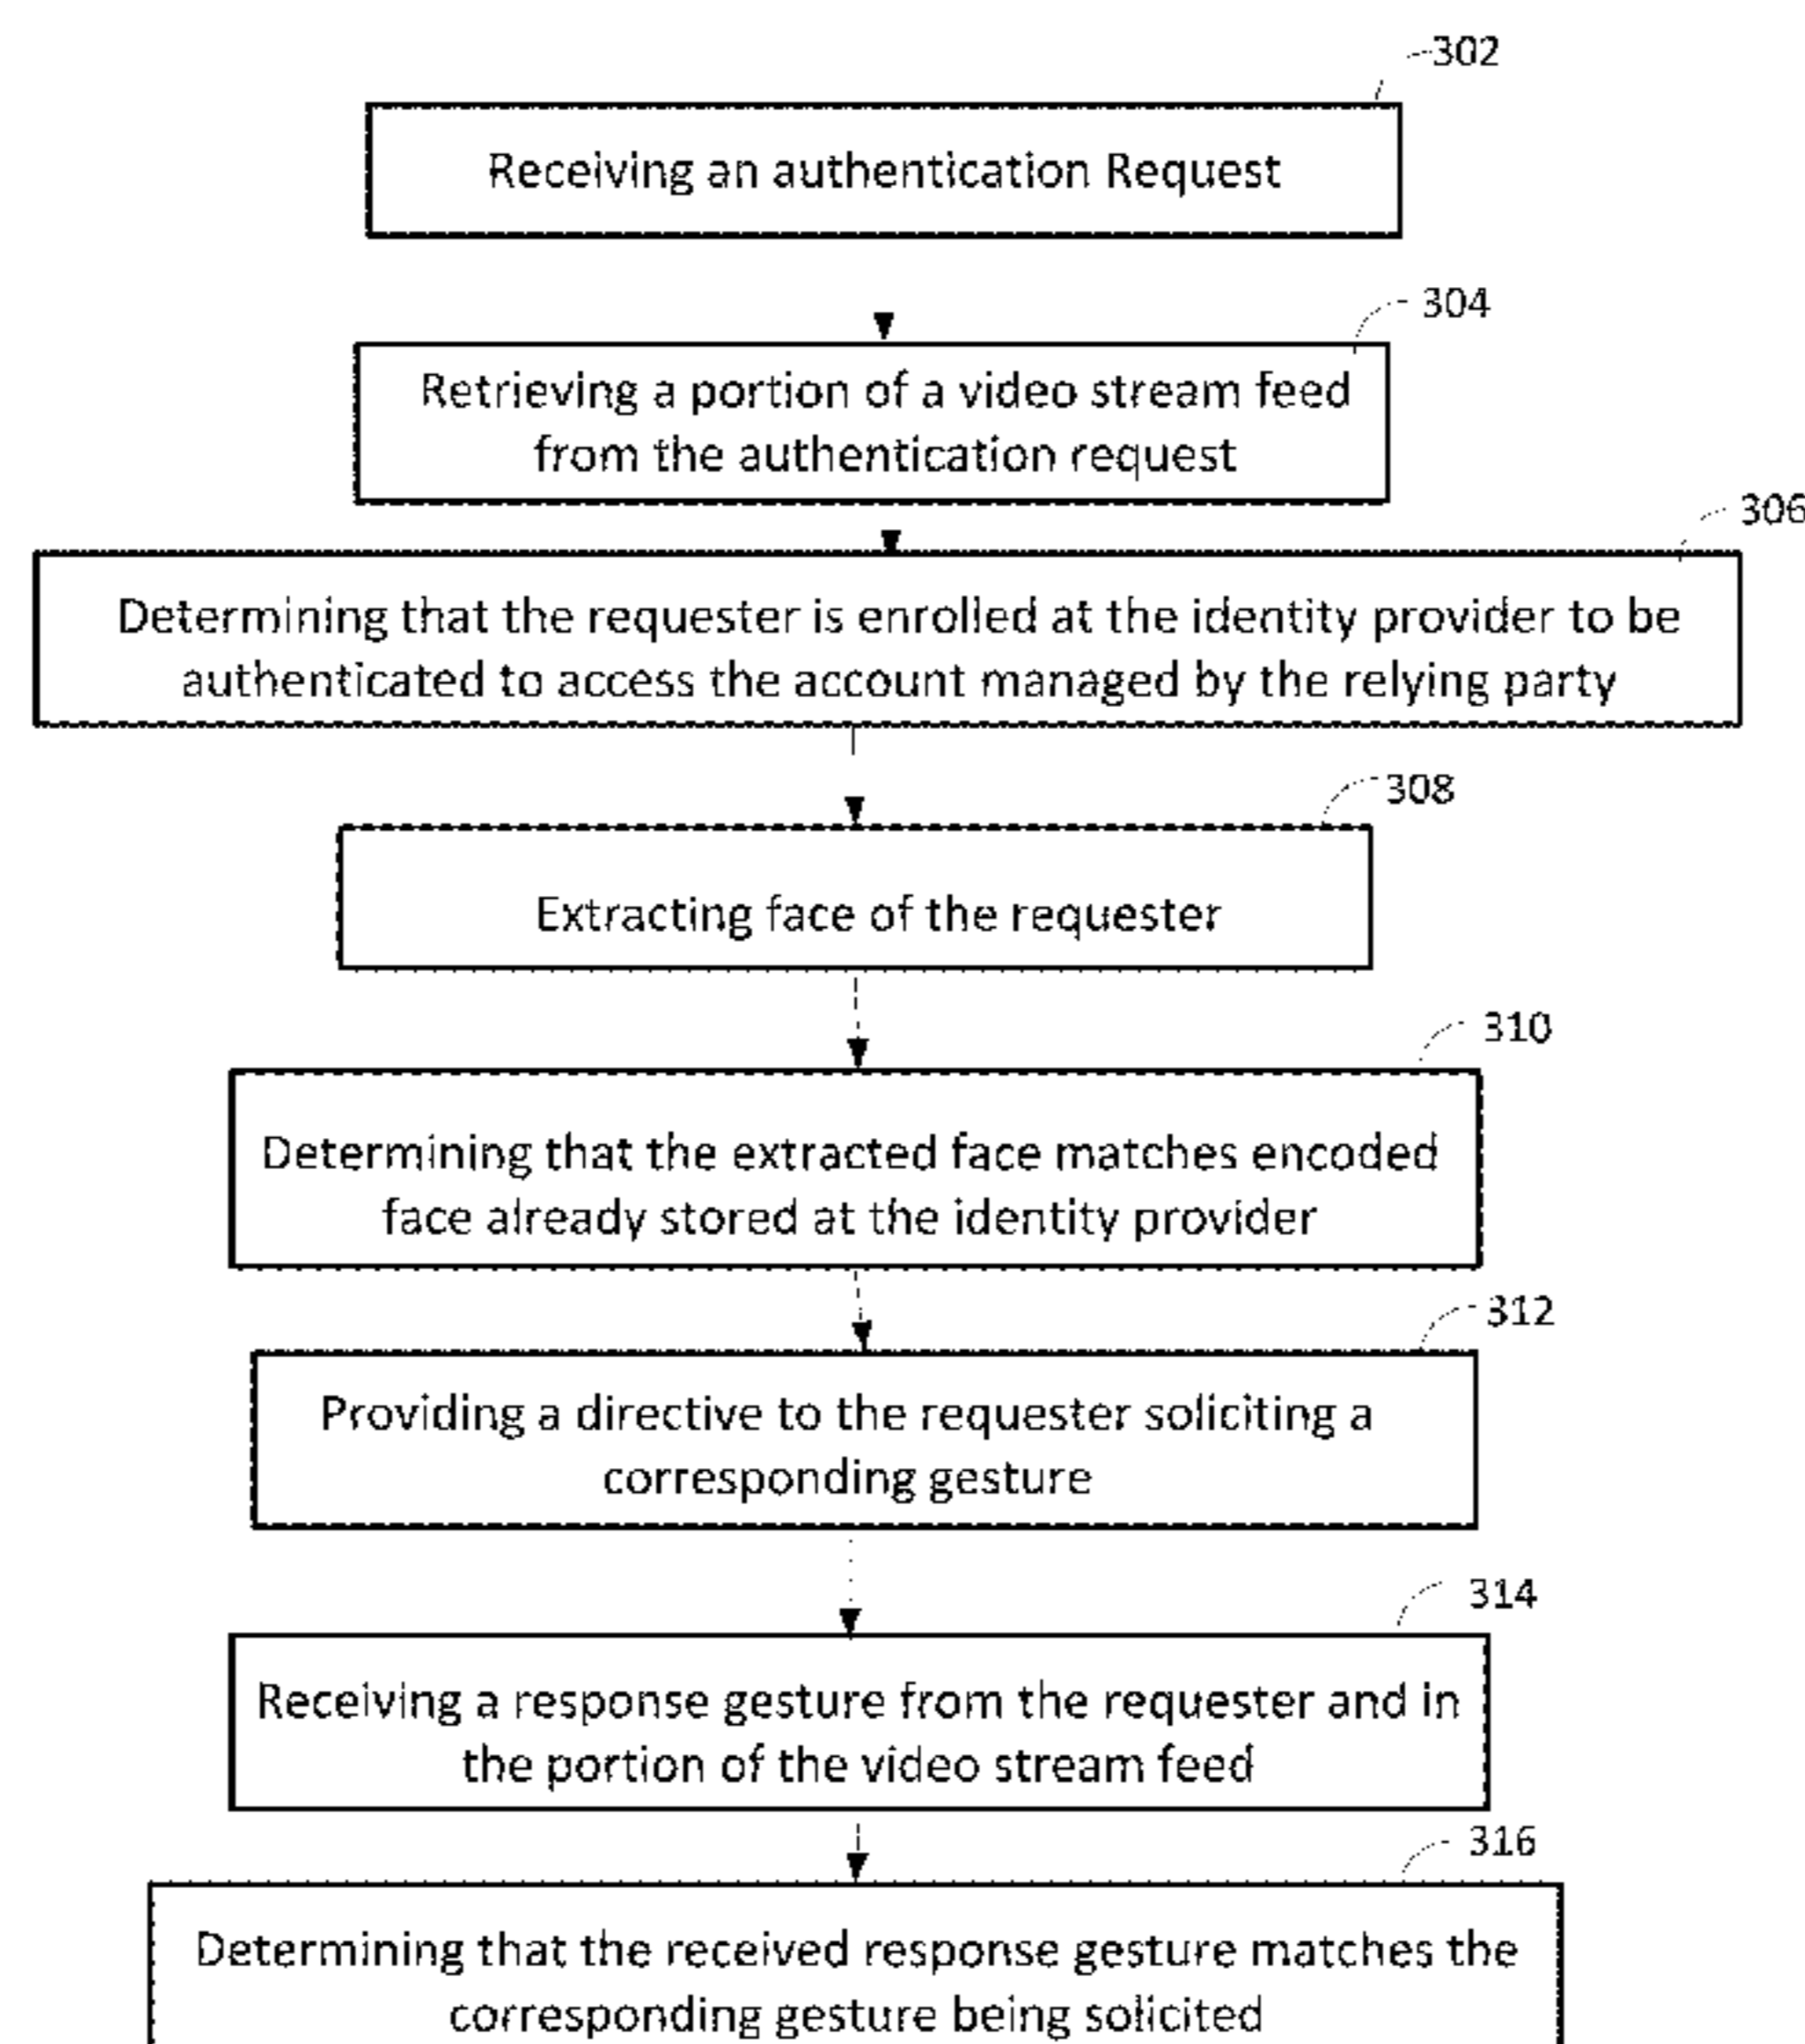 302
Receiving an authentication Request
304
Retrieving a portion of a video stream feed
from the authentication request
306
Determining that the requester is enrolled at the identity provider to be
authenticated to access the account managed by the relying party
308
Extracting face of the requester
310
Determining that the extracted face matches encoded
face already stored at the identity provider
312
Providing a directive to the requester soliciting a
corresponding gesture
314
Receiving a response gesture from the requester and in
the portion of the video stream feed
316
Determining that the received response gesture matches the
corresponding gesture being solicited